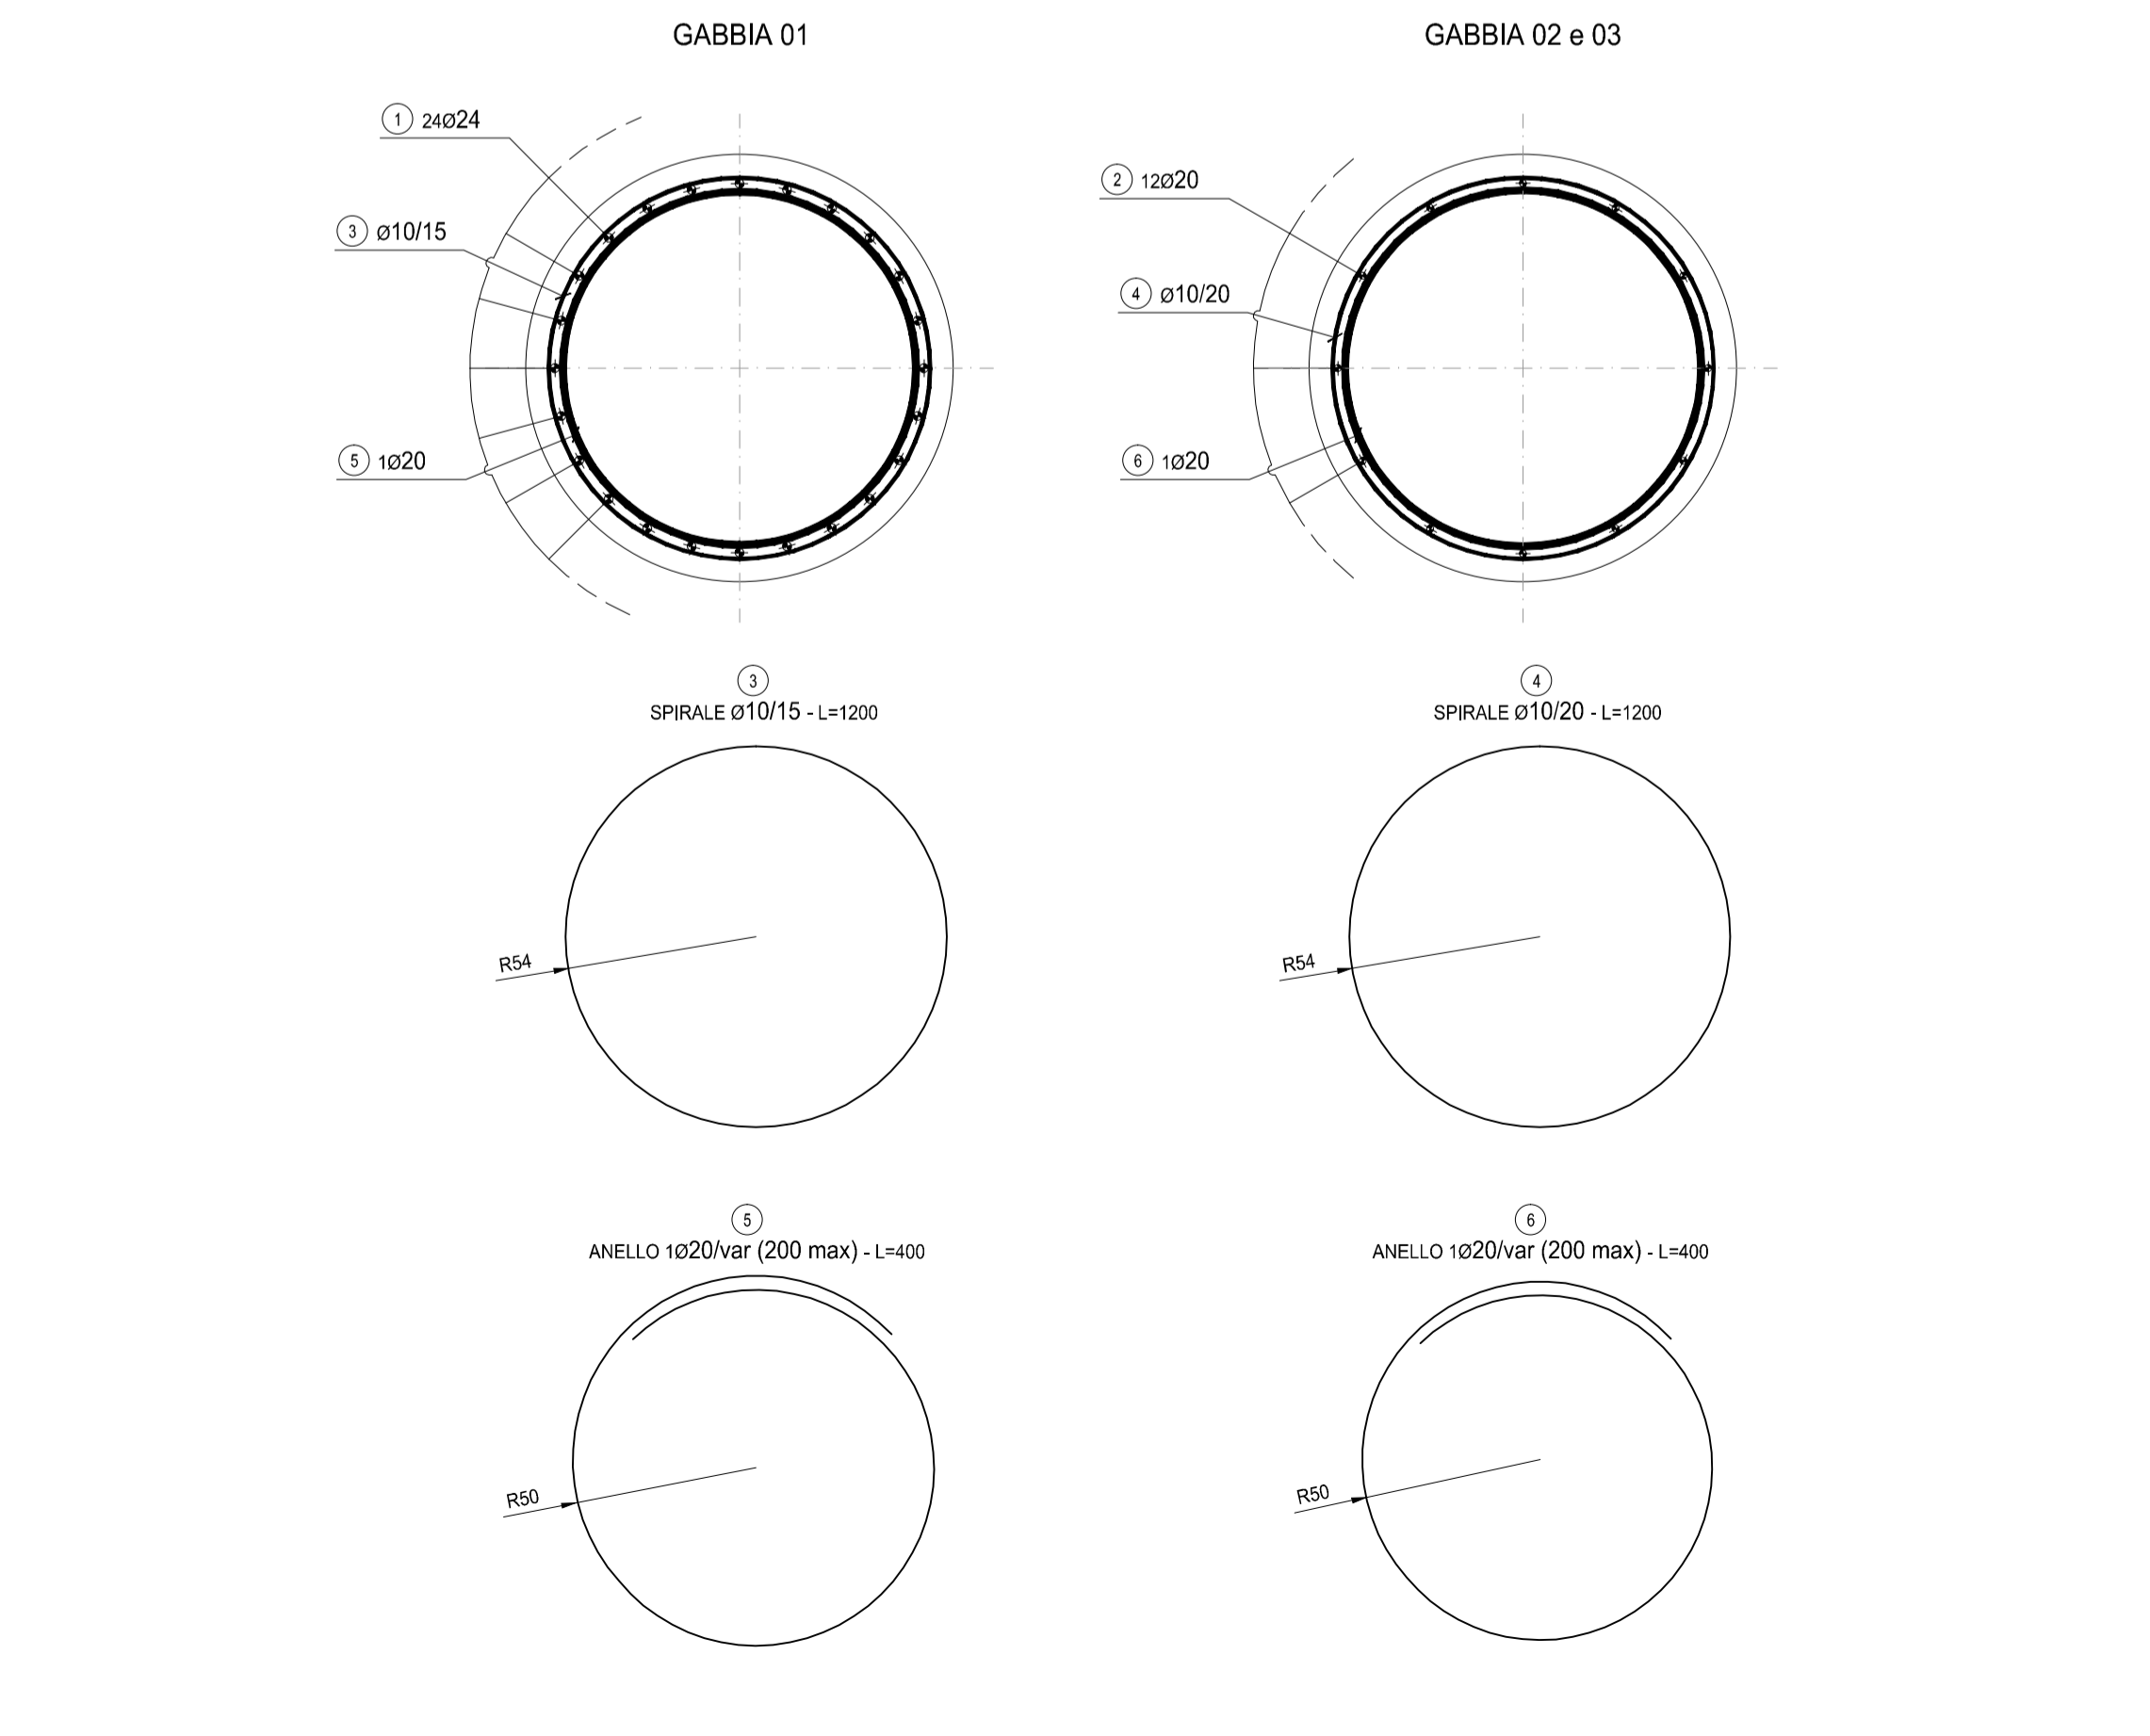 GABBIA 01
GABBIA 02 e 03
1 24Ø24
3 Ø10/15
5 1Ø20
2 12Ø20
4 Ø10/20
6 1Ø20
3
SPIRALE Ø10/15 - L=1200
R54
4
SPIRALE Ø10/20 - L=1200
R54
5
ANELLO 1Ø20/var (200 max) - L=400
R50
6
ANELLO 1Ø20/var (200 max) - L=400
R50